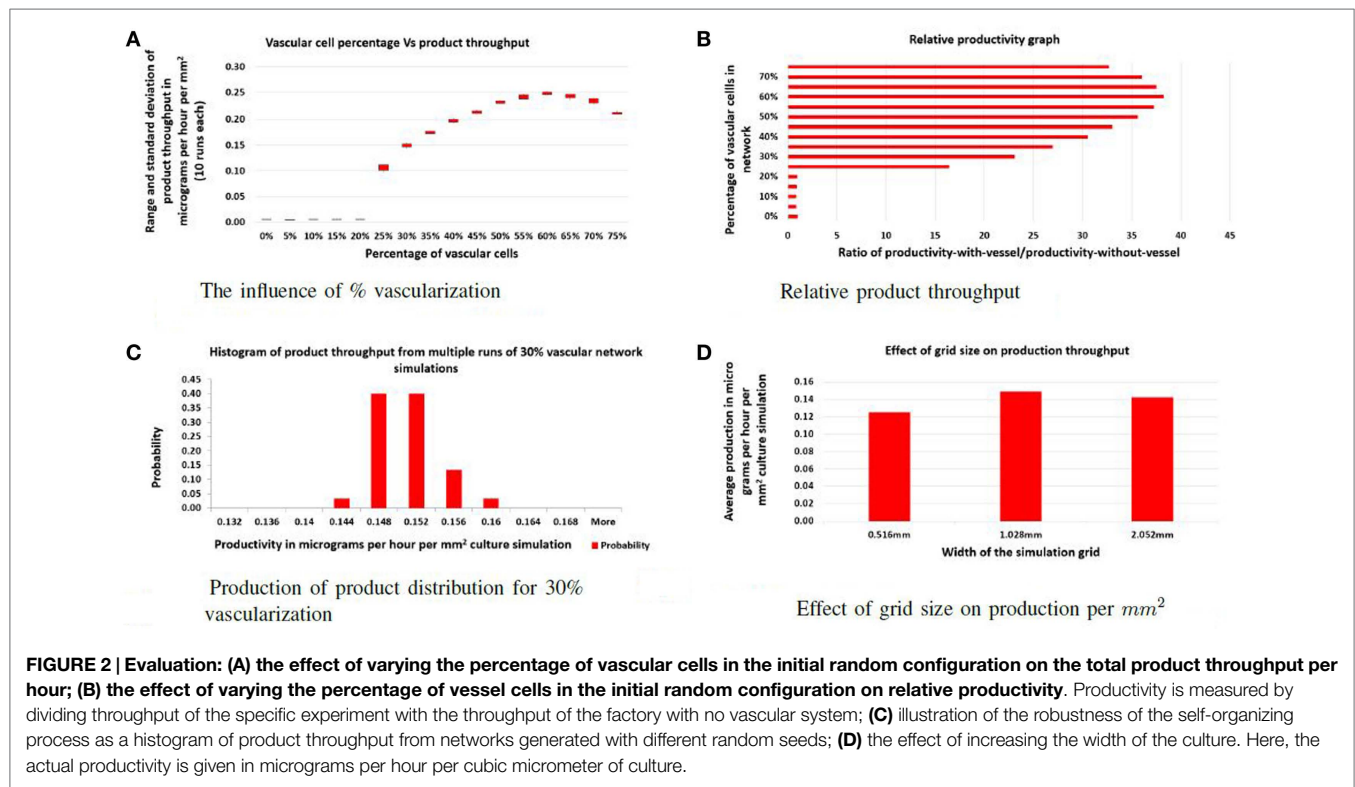 A
Vascular cell percentage Vs product throughput
Range and standard deviation of
product throughput in
micrograms per hour per mm²
(10 runs each)
0.30
0.25
0.20
0.15
0.10
0.05
0.00
0% 5% 10% 15% 20% 25% 30% 35% 40% 45% 50% 55% 60% 65% 70% 75%
Percentage of vascular cells
The influence of % vascularization
B
Relative productivity graph
Percentage of vascular cellls in
network
70%
60%
50%
40%
30%
20%
10%
0%
0 5 10 15 20 25 30 35 40 45
Ratio of productivity-with-vessel/productivity-without-vessel
Relative product throughput
C
Histogram of product throughput from multiple runs of 30% vascular network
simulations
Probability
0.45
0.40
0.35
0.30
0.25
0.20
0.15
0.10
0.05
0.00
0.132 0.136 0.14 0.144 0.148 0.152 0.156 0.16 0.164 0.168 More
Productivity in micrograms per hour per mm² culture simulation Probability
Production of product distribution for 30%
vascularization
D
Effect of grid size on production throughput
Average production in micro
grams per hour per
mm² culture simulation
0.16
0.14
0.12
0.10
0.08
0.06
0.04
0.02
0.00
0.516mm 1.028mm 2.052mm
Width of the simulation grid
Effect of grid size on production per mm²
FIGURE 2 | Evaluation: (A) the effect of varying the percentage of vascular cells in the initial random configuration on the total product throughput per
hour; (B) the effect of varying the percentage of vessel cells in the initial random configuration on relative productivity. Productivity is measured by
dividing throughput of the specific experiment with the throughput of the factory with no vascular system; (C) illustration of the robustness of the self-organizing
process as a histogram of product throughput from networks generated with different random seeds; (D) the effect of increasing the width of the culture. Here, the
actual productivity is given in micrograms per hour per cubic micrometer of culture.